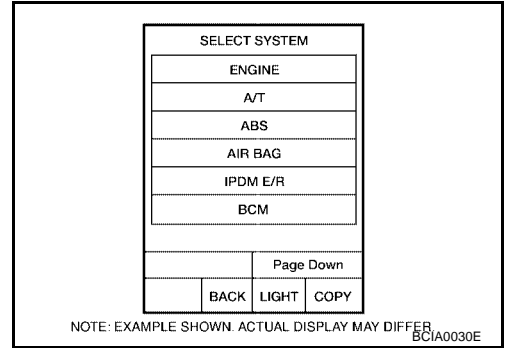 SELECT SYSTEM
ENGINE
A/T
ABS
AIR BAG
IPDM E/R
BCM
Page Down
BACK LIGHT COPY
NOTE: EXAMPLE SHOWN. ACTUAL DISPLAY MAY DIFFER.
BCIA0030E